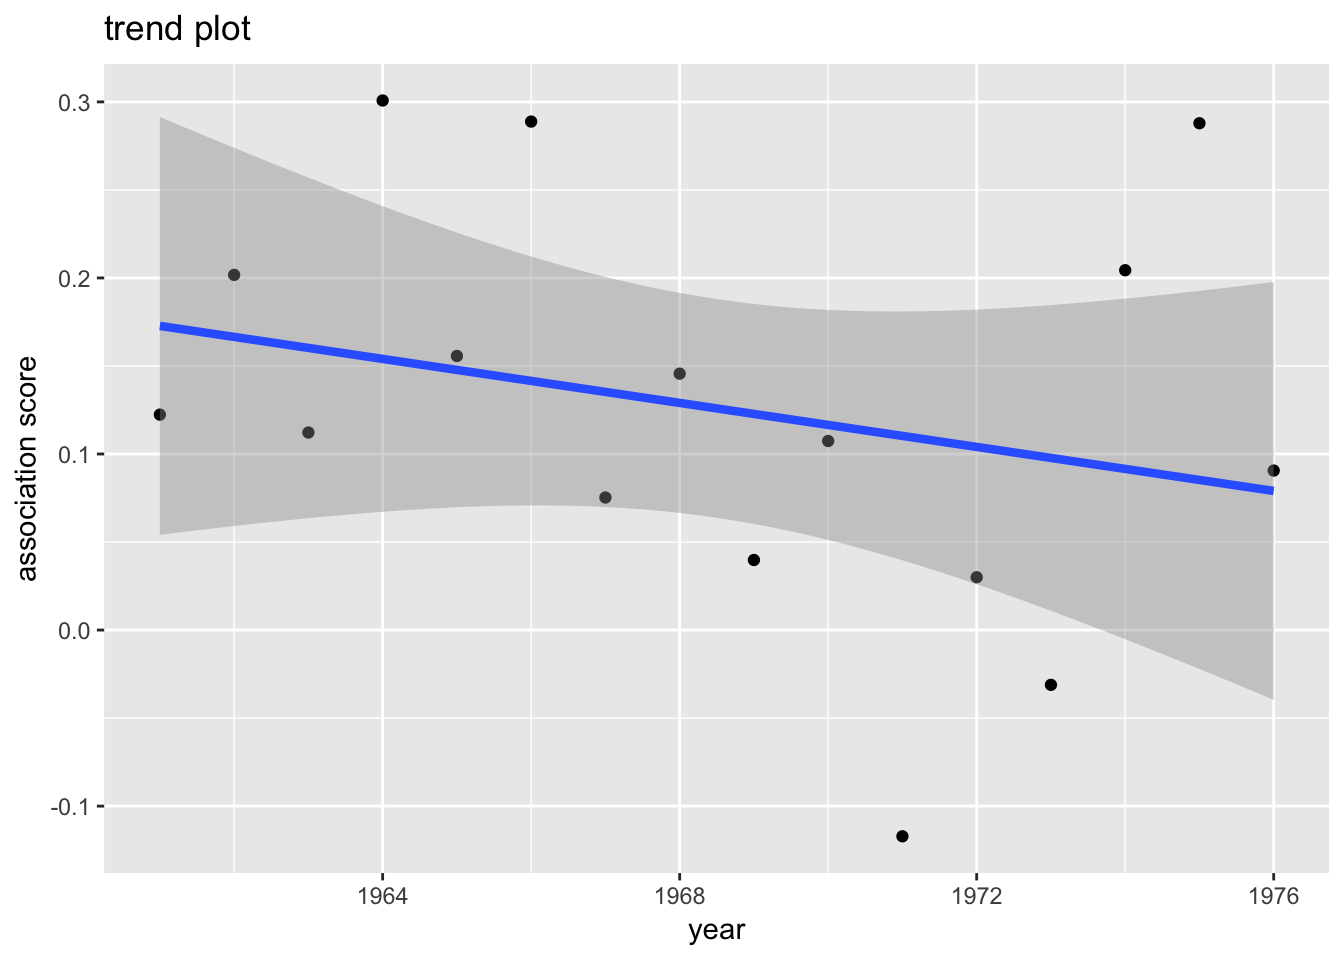 trend plot
0.3
0.2
0.1
0.0
-0.1
association score
1964 1968 1972 1976
year